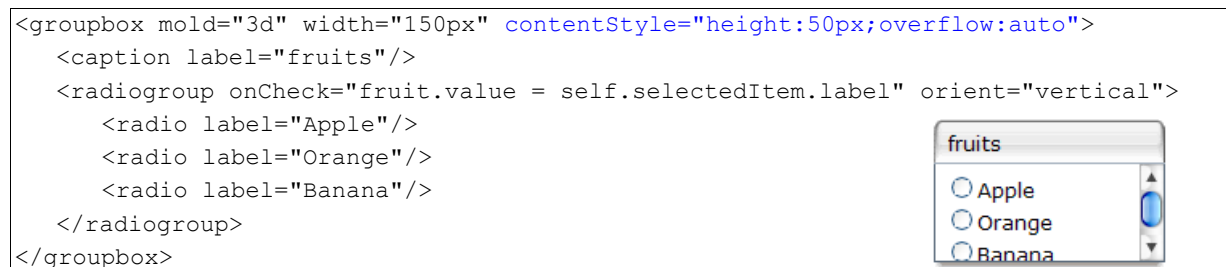 <groupbox mold="3d" width="150px" contentStyle="height:50px;overflow:auto">
<caption label="fruits"/>
<radiogroup onCheck="fruit.value = self.selectedItem.label" orient="vertical">
<radio label="Apple"/>
<radio label="Orange"/>
<radio label="Banana"/>
</radiogroup>
</groupbox>
fruits
Apple
Orange
Banana